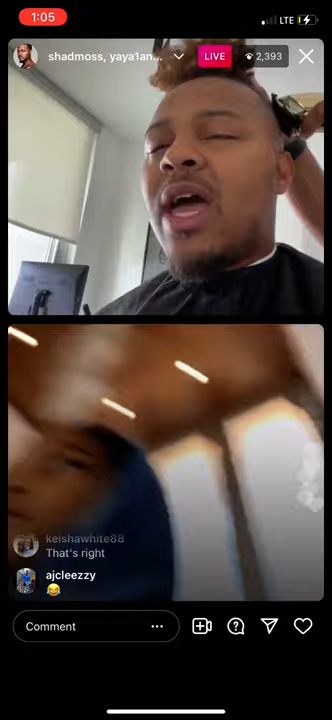 1:05
LTE
shadmoss, yaya1an...
LIVE
2,393
keishawhite88
That's right
ajcleezzy
😂
Comment